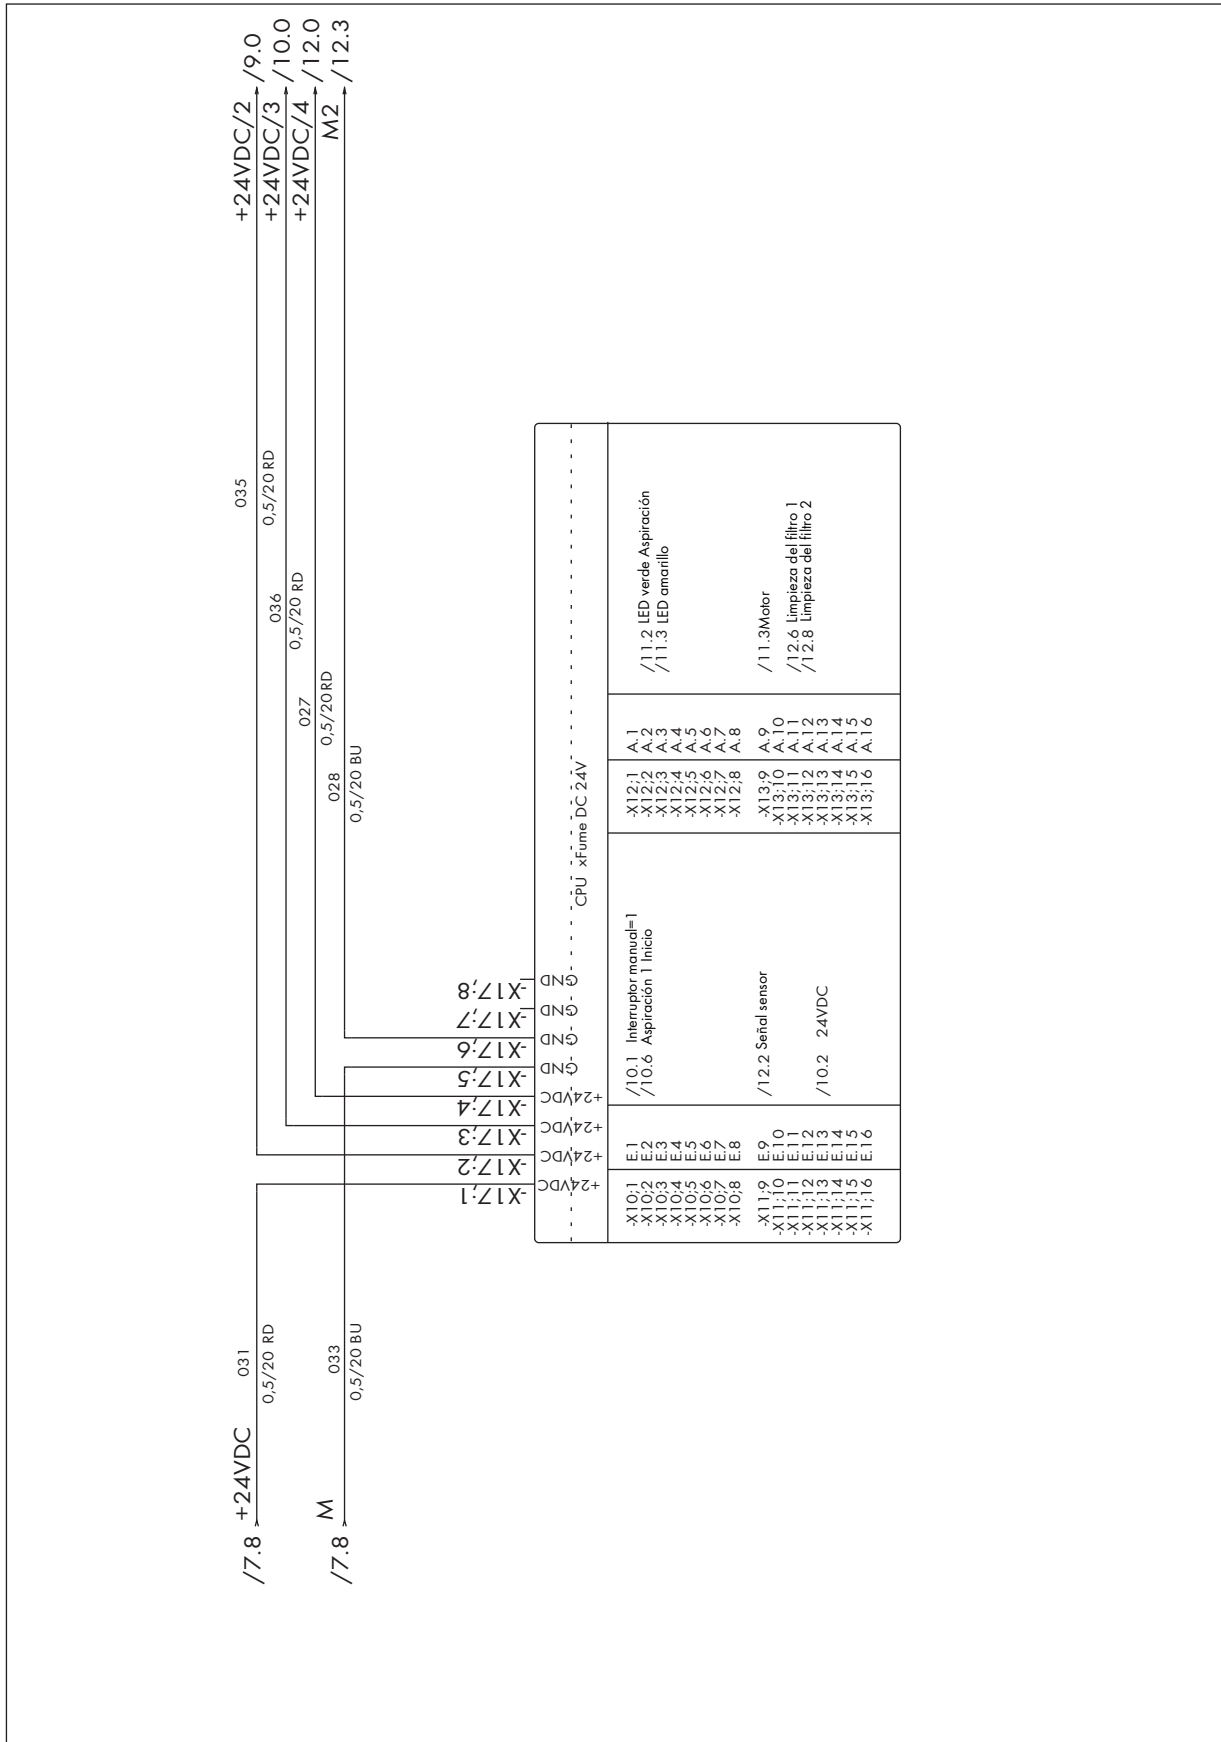 /7.8 +24VDC
031
0,5/20 RD
035
0,5/20 RD
+24VDC/2 /9.0
036
0,5/20 RD
+24VDC/3 /10.0
027
0,5/20 RD
+24VDC/4 /12.0
/7.8 M
033
0,5/20 BU
028
0,5/20 BU
M2 /12.3
-X17;1
-X17;2
-X17;3
-X17;4
-X17;5
-X17;6
-X17;7
-X17;8
+24VDC
+24VDC
+24VDC
+24VDC
GND
GND
GND
GND
CPU xFume DC 24V
-X10;1 E.1 /10.1 Interruptor manual=1
-X10;2 E.2 /10.6 Aspiración 1 Inicio
-X10;3 E.3
-X10;4 E.4
-X10;5 E.5
-X10;6 E.6
-X10;7 E.7
-X10;8 E.8
-X11;9 E.9 /12.2 Señal sensor
-X11;10 E.10
-X11;11 E.11
-X11;12 E.12
-X11;13 E.13 /10.2 24VDC
-X11;14 E.14
-X11;15 E.15
-X11;16 E.16
-X12;1 A.1
-X12;2 A.2 /11.2 LED verde Aspiración
-X12;3 A.3 /11.3 LED amarillo
-X12;4 A.4
-X12;5 A.5
-X12;6 A.6
-X12;7 A.7
-X12;8 A.8
-X13;9 A.9 /11.3Motor
-X13;10 A.10
-X13;11 A.11 /12.6 Limpieza del filtro 1
-X13;12 A.12 /12.8 Limpieza del filtro 2
-X13;13 A.13
-X13;14 A.14
-X13;15 A.15
-X13;16 A.16